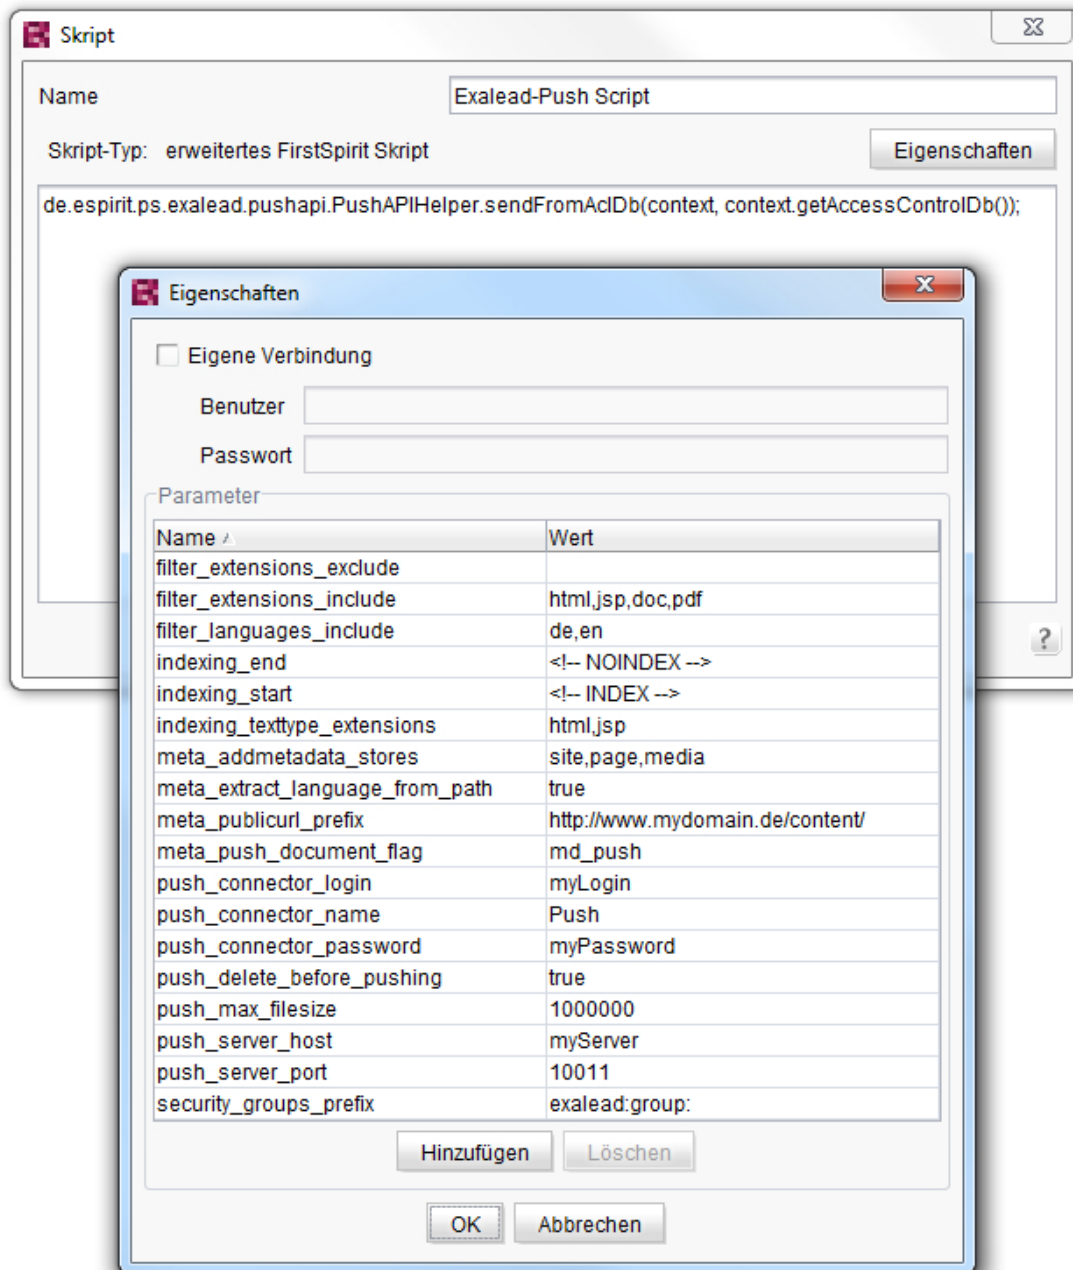 Skript
Name Exalead-Push Script
Skript-Typ: erweitertes FirstSpirit Skript Eigenschaften
de.espirit.ps.exalead.pushapi.PushAPIHelper.sendFromAclDb(context, context.getAccessControlDb());
Eigenschaften
Eigene Verbindung
Benutzer
Passwort
Parameter
Name Wert
filter_extensions_exclude
filter_extensions_include html,jsp,doc,pdf
filter_languages_include de,en
indexing_end <!-- NOINDEX -->
indexing_start <!-- INDEX -->
indexing_texttype_extensions html,jsp
meta_addmetadata_stores site,page,media
meta_extract_language_from_path true
meta_publicurl_prefix http://www.mydomain.de/content/
meta_push_document_flag md_push
push_connector_login myLogin
push_connector_name Push
push_connector_password myPassword
push_delete_before_pushing true
push_max_filesize 1000000
push_server_host myServer
push_server_port 10011
security_groups_prefix exalead:group:
Hinzufügen Löschen
OK Abbrechen
?